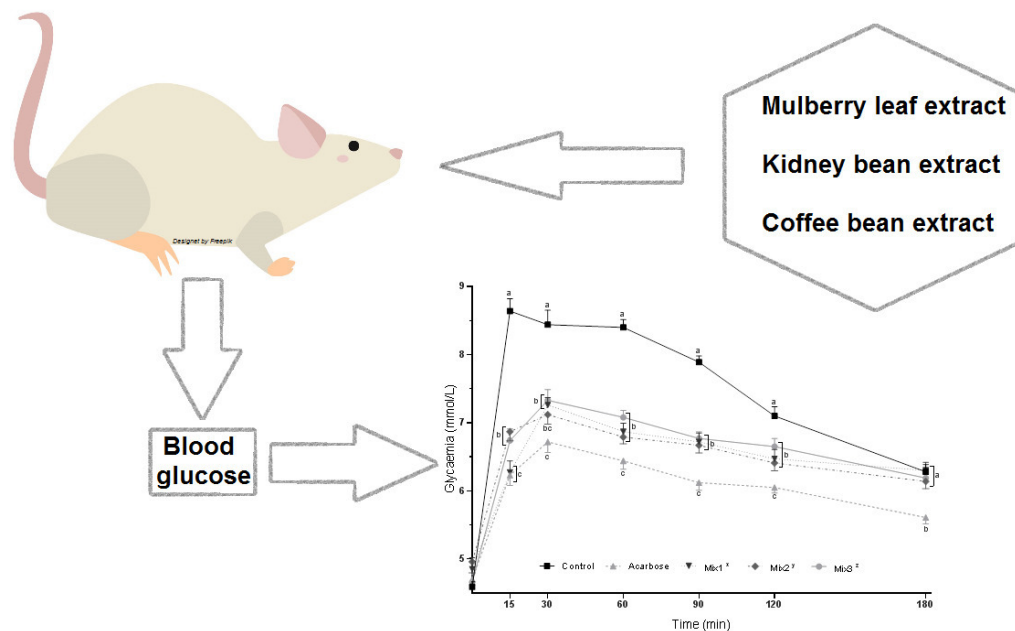 Mulberry leaf extract
Kidney bean extract
Coffee bean extract
Designet by Freepik
Blood
glucose
Glycaemia (mmol/L)
9
8
7
6
5
a
a
a
a
a
b
b
bc
b
b
b
a
c
c
c
c
c
b
Control
Acarbose
Mix1 x
Mix2 y
Mix3 z
15
30
60
90
120
180
Time (min)